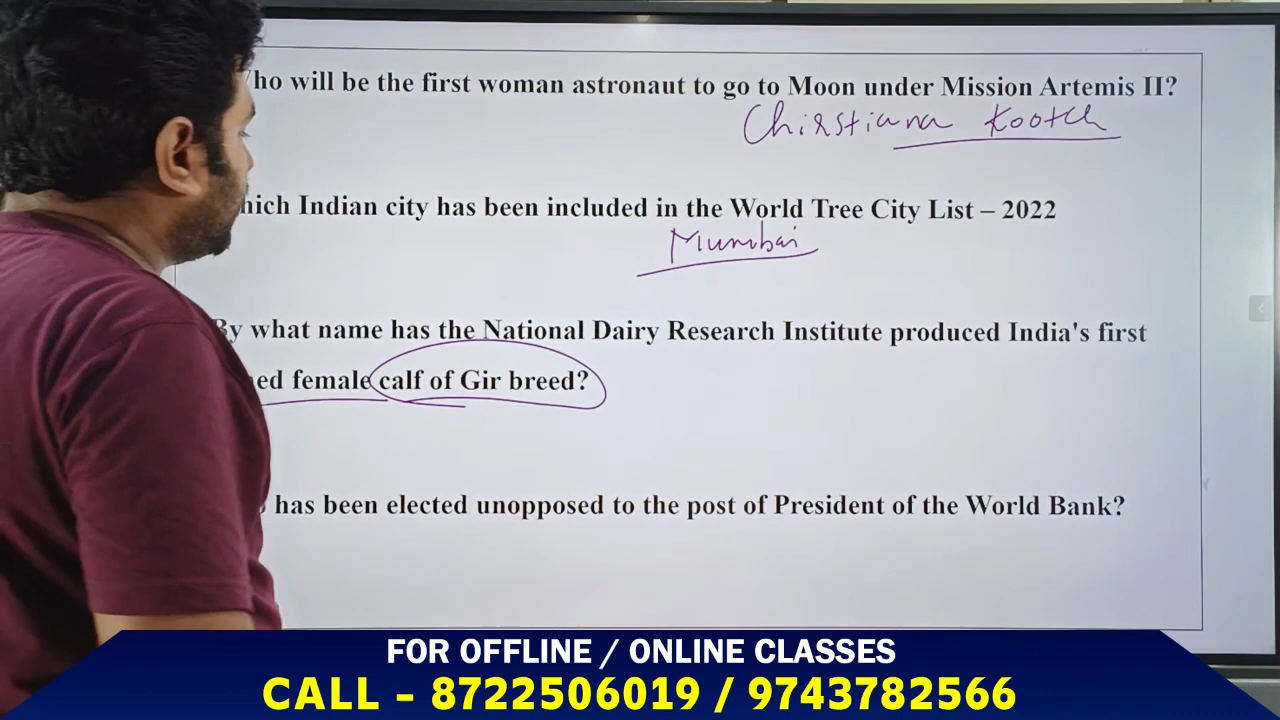 ho will be the first woman astronaut to go to Moon under Mission Artemis II?
Chirstiana Kootch
hich Indian city has been included in the World Tree City List – 2022
Mumbai
By what name has the National Dairy Research Institute produced India's first
ed female calf of Gir breed?
has been elected unopposed to the post of President of the World Bank?
FOR OFFLINE / ONLINE CLASSES
CALL – 8722506019 / 9743782566